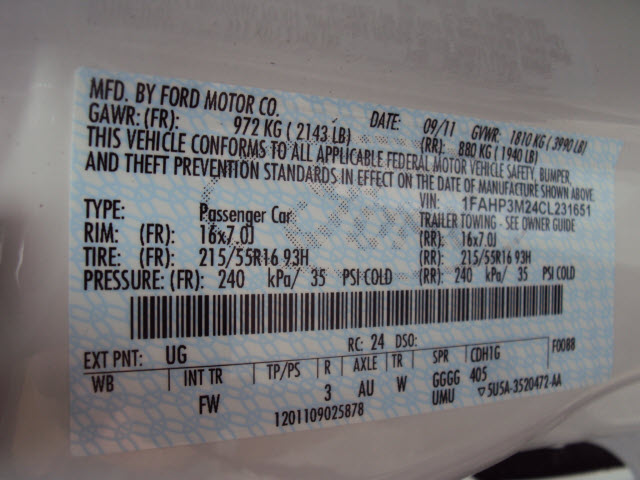 MFD. BY FORD MOTOR CO.
DATE: 09/11 GVWR: 1810 KG ( 3990 LB)
GAWR: (FR): 972 KG ( 2143 LB) (RR): 880 KG ( 1940 LB)
THIS VEHICLE CONFORMS TO ALL APPLICABLE FEDERAL MOTOR VEHICLE SAFETY, BUMPER
AND THEFT PREVENTION STANDARDS IN EFFECT ON THE DATE OF MANUFACTURE SHOWN ABOVE.
VIN: 1FAHP3M24CL231651
TYPE: Passenger Car TRAILER TOWING - SEE OWNER GUIDE
RIM: (FR): 16x7.0J (RR): 16x7.0J
TIRE: (FR): 215/55R16 93H (RR): 215/55R16 93H
PRESSURE: (FR): 240 kPa/ 35 PSI COLD (RR): 240 kPa/ 35 PSI COLD
EXT PNT: UG RC: 24 DSO: F0088
WB INT TR TP/PS R AXLE TR SPR CDH1G
FW 3 AU W GGGG 405
UMU ▽5U5A-3520472-AA
1201109025878